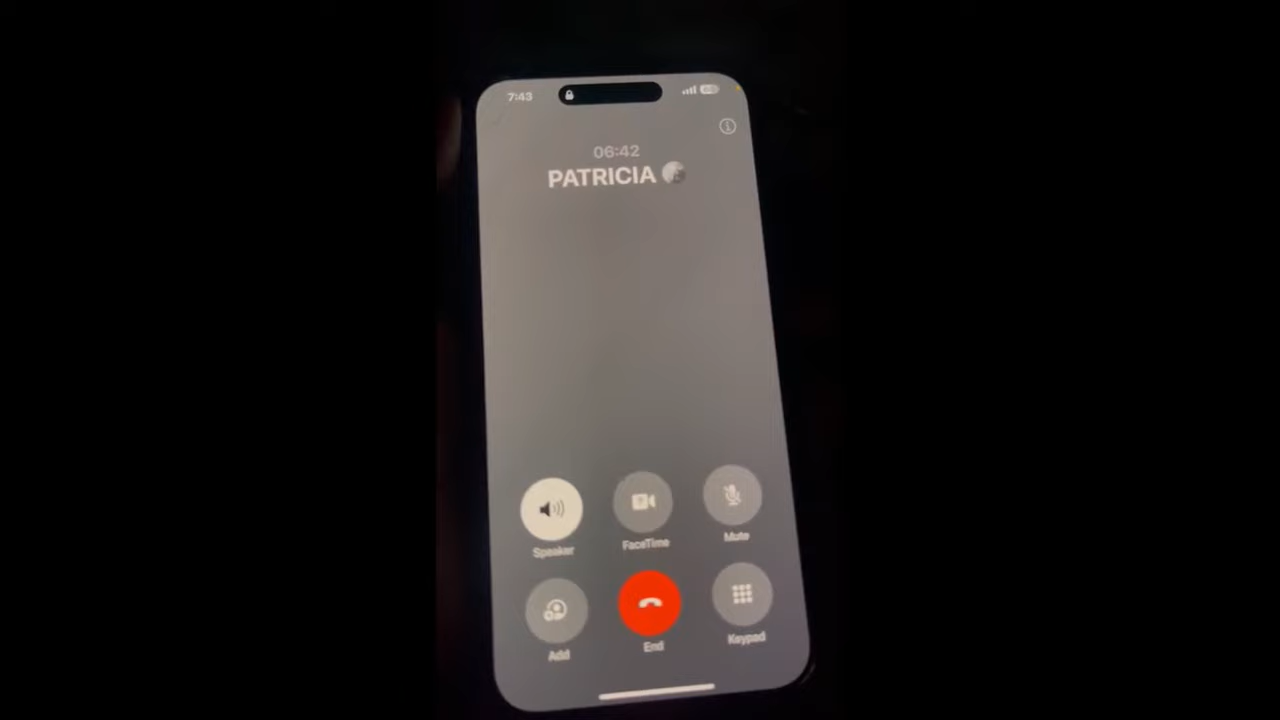 7:43
06:42
PATRICIA
Speaker
FaceTime
Mute
Add
End
Keypad